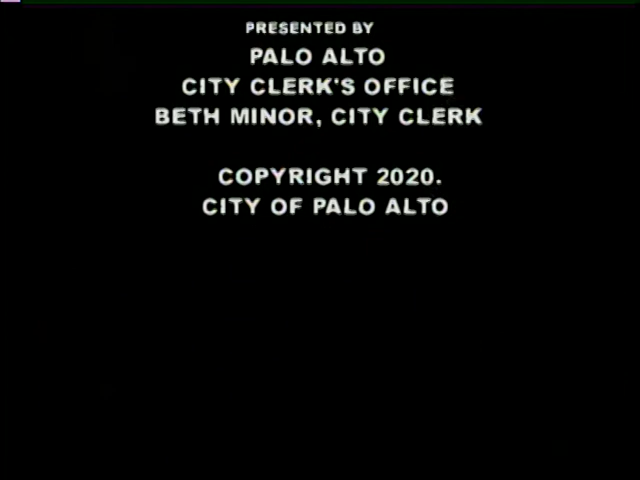 PRESENTED BY
PALO ALTO
CITY CLERK'S OFFICE
BETH MINOR, CITY CLERK
COPYRIGHT 2020.
CITY OF PALO ALTO